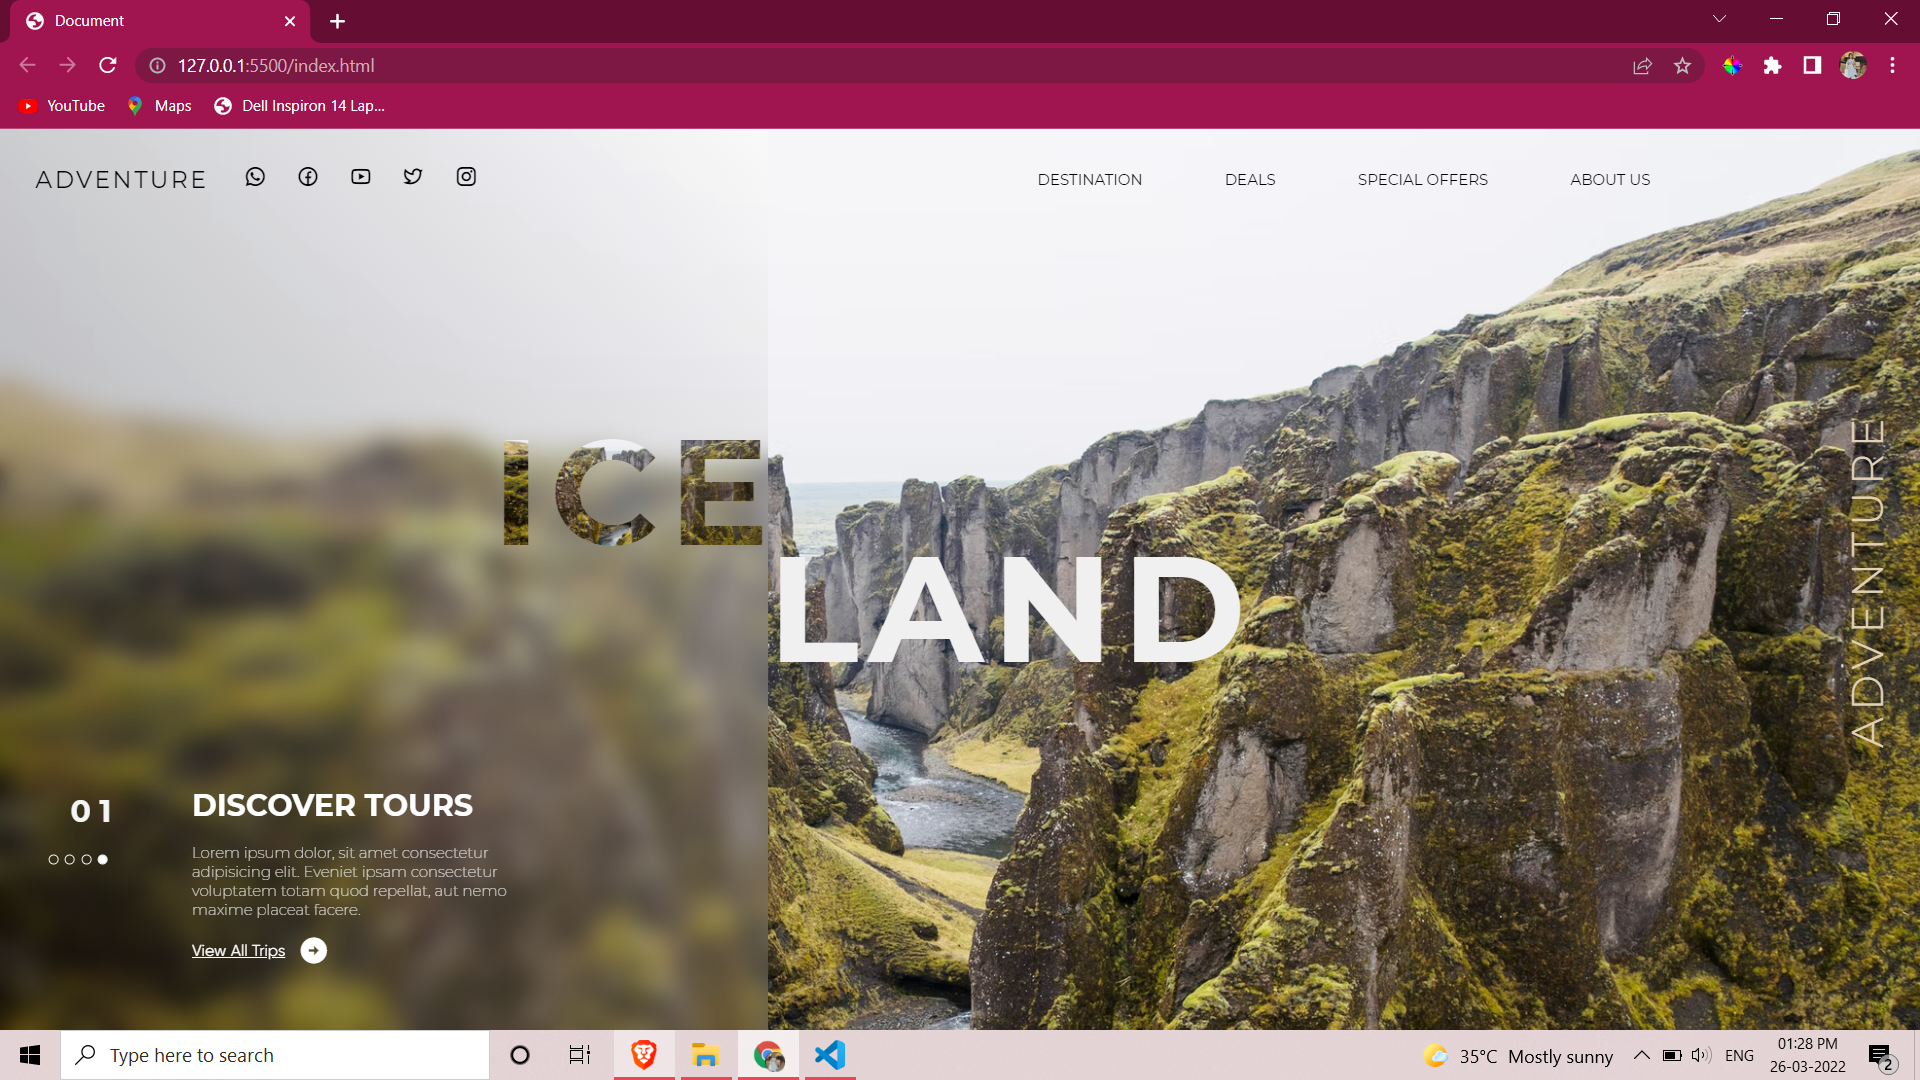 Document
127.0.0.1:5500/index.html
YouTube
Maps
Dell Inspiron 14 Lap...
ADVENTURE
DESTINATION
DEALS
SPECIAL OFFERS
ABOUT US
ICE
LAND
ADVENTURE
01
DISCOVER TOURS
Lorem ipsum dolor, sit amet consectetur
adipisicing elit. Eveniet ipsam consectetur
voluptatem totam quod repellat, aut nemo
maxime placeat facere.
View All Trips
Type here to search
35°C Mostly sunny
ENG
01:28 PM
26-03-2022
2